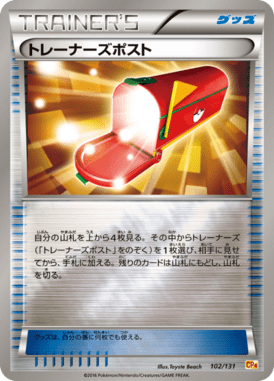 TRAINER'S グッズ
トレーナーズポスト
自分の山札を上から4枚見る。その中からトレーナーズ
(「トレーナーズポスト」をのぞく)を1枚選び、相手に見せ
てから、手札に加える。残りのカードは山札にもどし、山札
を切る。
グッズは、自分の番に何枚でも使える。
Illus. Toyste Beach 102/131 CP4
©2016 Pokémon/Nintendo/Creatures/GAME FREAK.